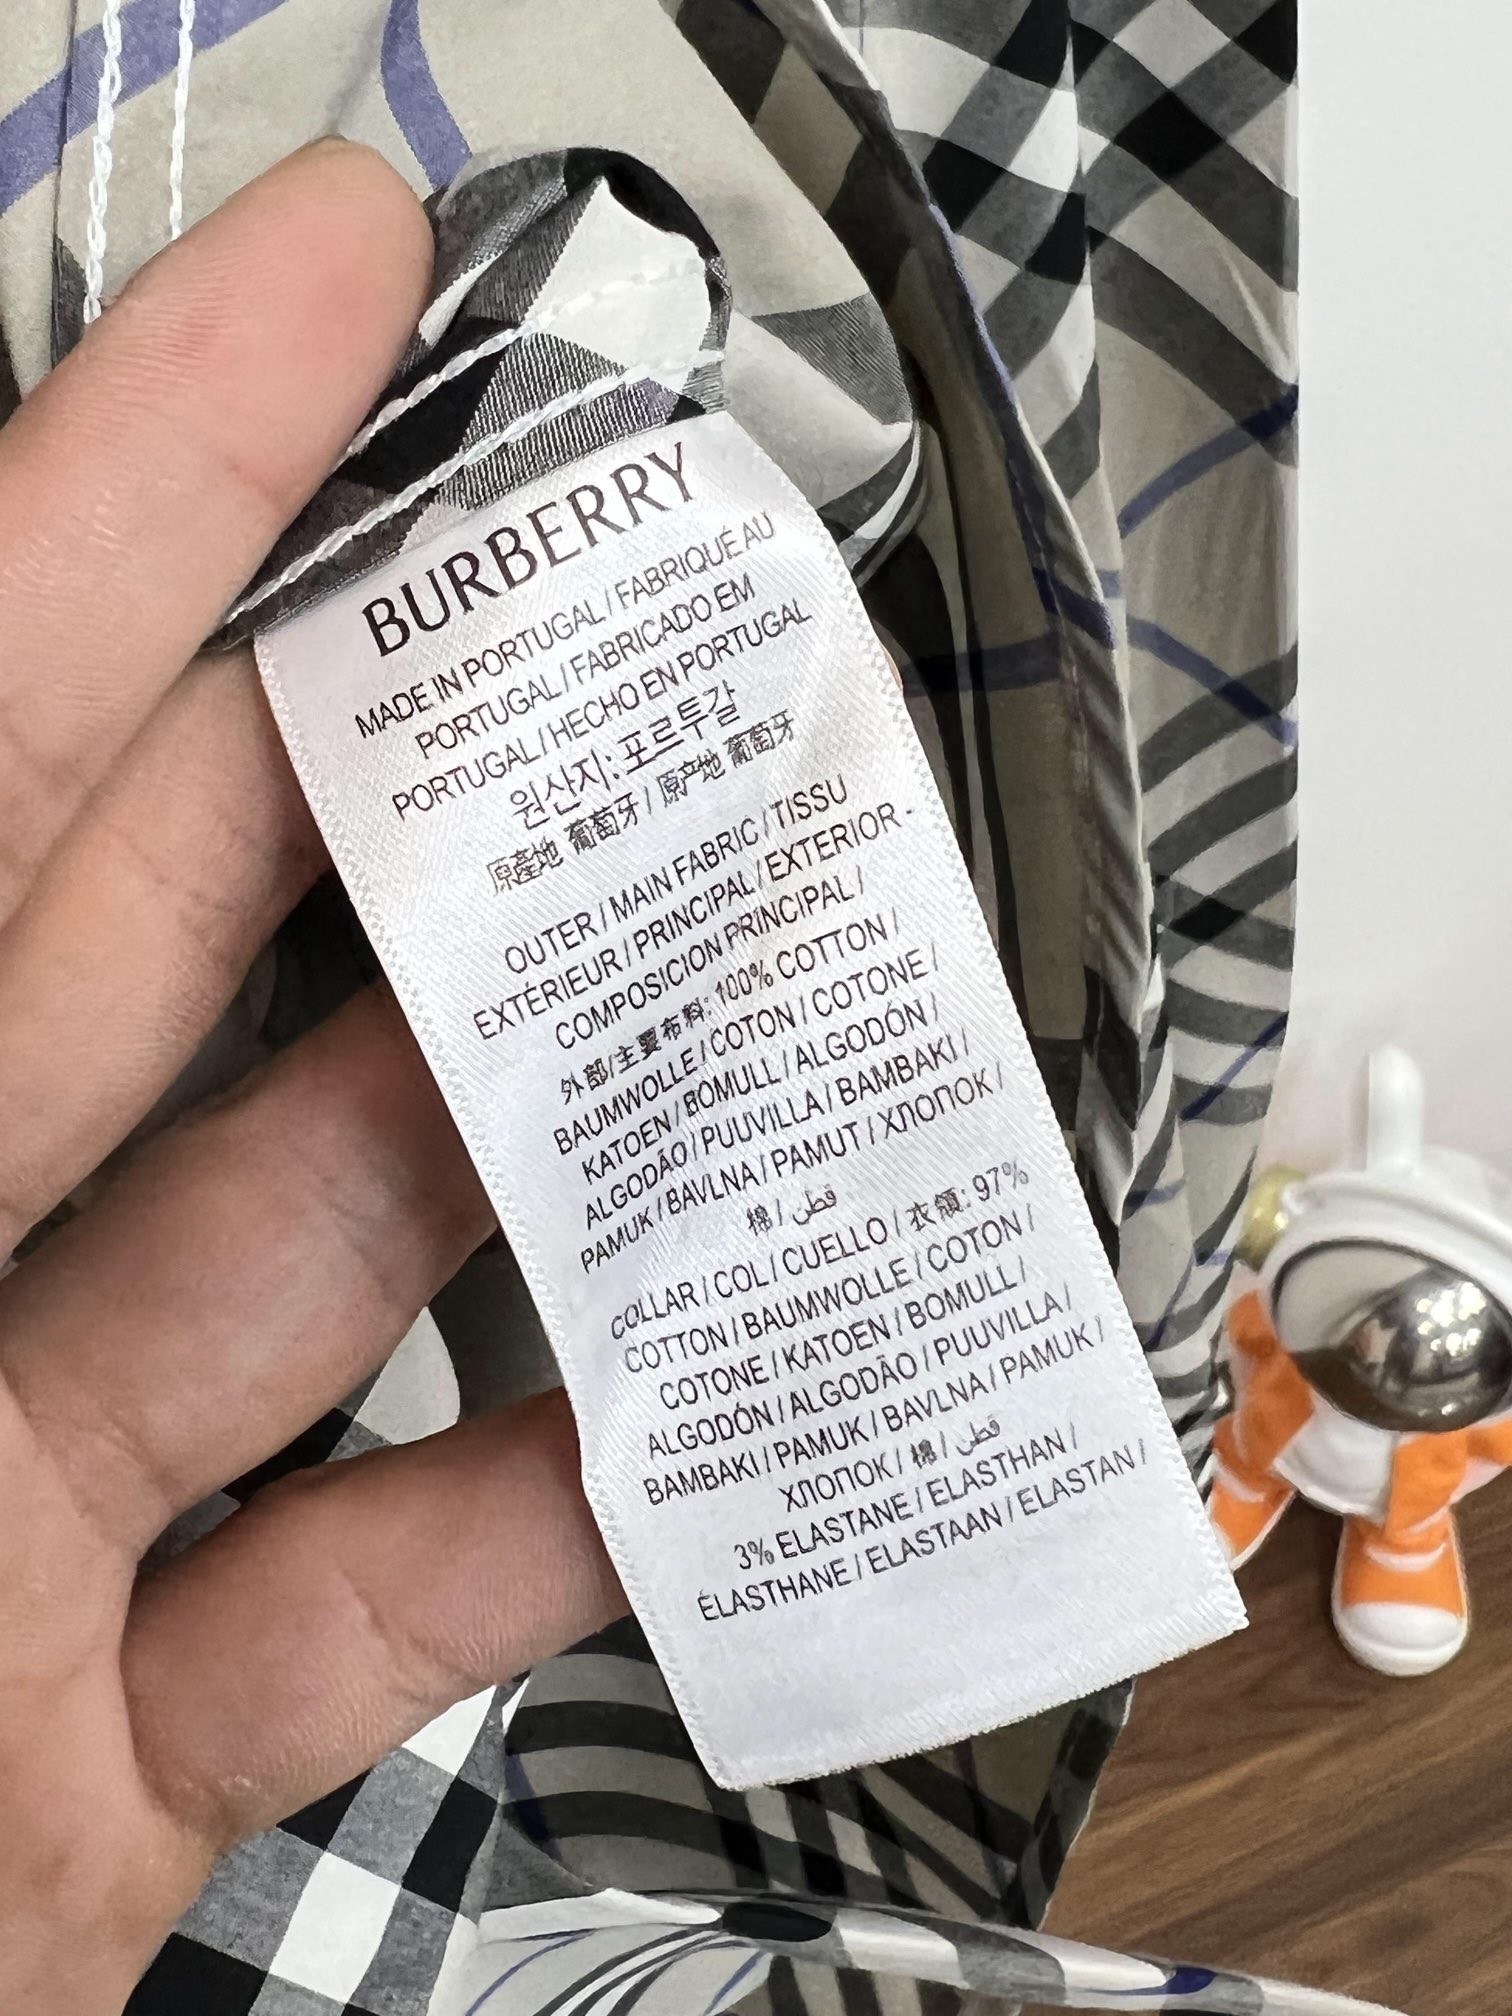 BURBERRY
MADE IN PORTUGAL / FABRIQUÉ AU
PORTUGAL / FABRICADO EM
PORTUGAL / HECHO EN PORTUGAL
원산지: 포르투갈
原產地 葡萄牙 / 原产地 葡萄牙
OUTER / MAIN FABRIC / TISSU
EXTÉRIEUR / PRINCIPAL / EXTERIOR -
COMPOSICION PRINCIPAL /
外部/主要布料: 100% COTTON /
BAUMWOLLE / COTON / COTONE /
KATOEN / BOMULL / ALGODÓN /
ALGODÃO / PUUVILLA / BAMBAKI /
PAMUK / BAVLNA / PAMUT / ХЛОПОК /
棉 / قطن
COLLAR / COL / CUELLO / 衣領: 97%
COTTON / BAUMWOLLE / COTON /
COTONE / KATOEN / BOMULL /
ALGODÓN / ALGODÃO / PUUVILLA /
BAMBAKI / PAMUK / BAVLNA / PAMUK /
ХЛОПОК / 棉 / قطن
3% ELASTANE / ELASTHAN /
ÉLASTHANE / ELASTAAN / ELASTAN /